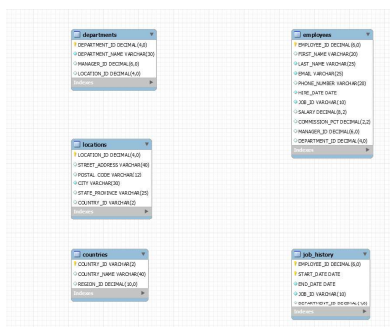 departments
DEPARTMENT_ID DECIMAL(4,0)
DEPARTMENT_NAME VARCHAR(30)
MANAGER_ID DECIMAL(6,0)
LOCATION_ID DECIMAL(4,0)
Indexes
employees
EMPLOYEE_ID DECIMAL(6,0)
FIRST_NAME VARCHAR(20)
LAST_NAME VARCHAR(25)
EMAIL VARCHAR(25)
PHONE_NUMBER VARCHAR(20)
HIRE_DATE DATE
JOB_ID VARCHAR(10)
SALARY DECIMAL(8,2)
COMMISSION_PCT DECIMAL(2,2)
MANAGER_ID DECIMAL(6,0)
DEPARTMENT_ID DECIMAL(4,0)
Indexes
locations
LOCATION_ID DECIMAL(4,0)
STREET_ADDRESS VARCHAR(40)
POSTAL_CODE VARCHAR(12)
CITY VARCHAR(30)
STATE_PROVINCE VARCHAR(25)
COUNTRY_ID VARCHAR(2)
Indexes
countries
COUNTRY_ID VARCHAR(2)
COUNTRY_NAME VARCHAR(40)
REGION_ID DECIMAL(10,0)
Indexes
job_history
EMPLOYEE_ID DECIMAL(6,0)
START_DATE DATE
END_DATE DATE
JOB_ID VARCHAR(10)
DEPARTMENT_ID DECIMAL(4,0)
Indexes